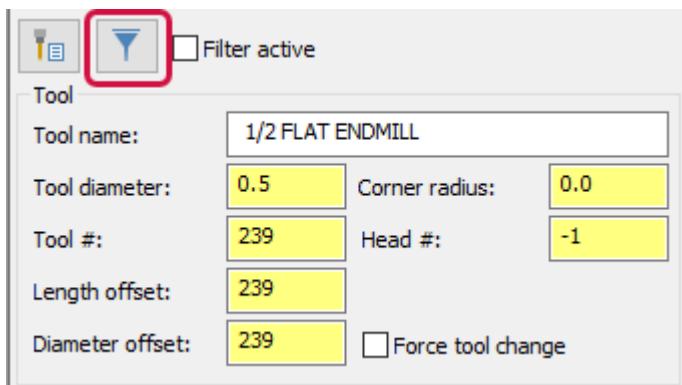 Filter active
Tool
Tool name: 1/2 FLAT ENDMILL
Tool diameter: 0.5 Corner radius: 0.0
Tool #: 239 Head #: -1
Length offset: 239
Diameter offset: 239 Force tool change